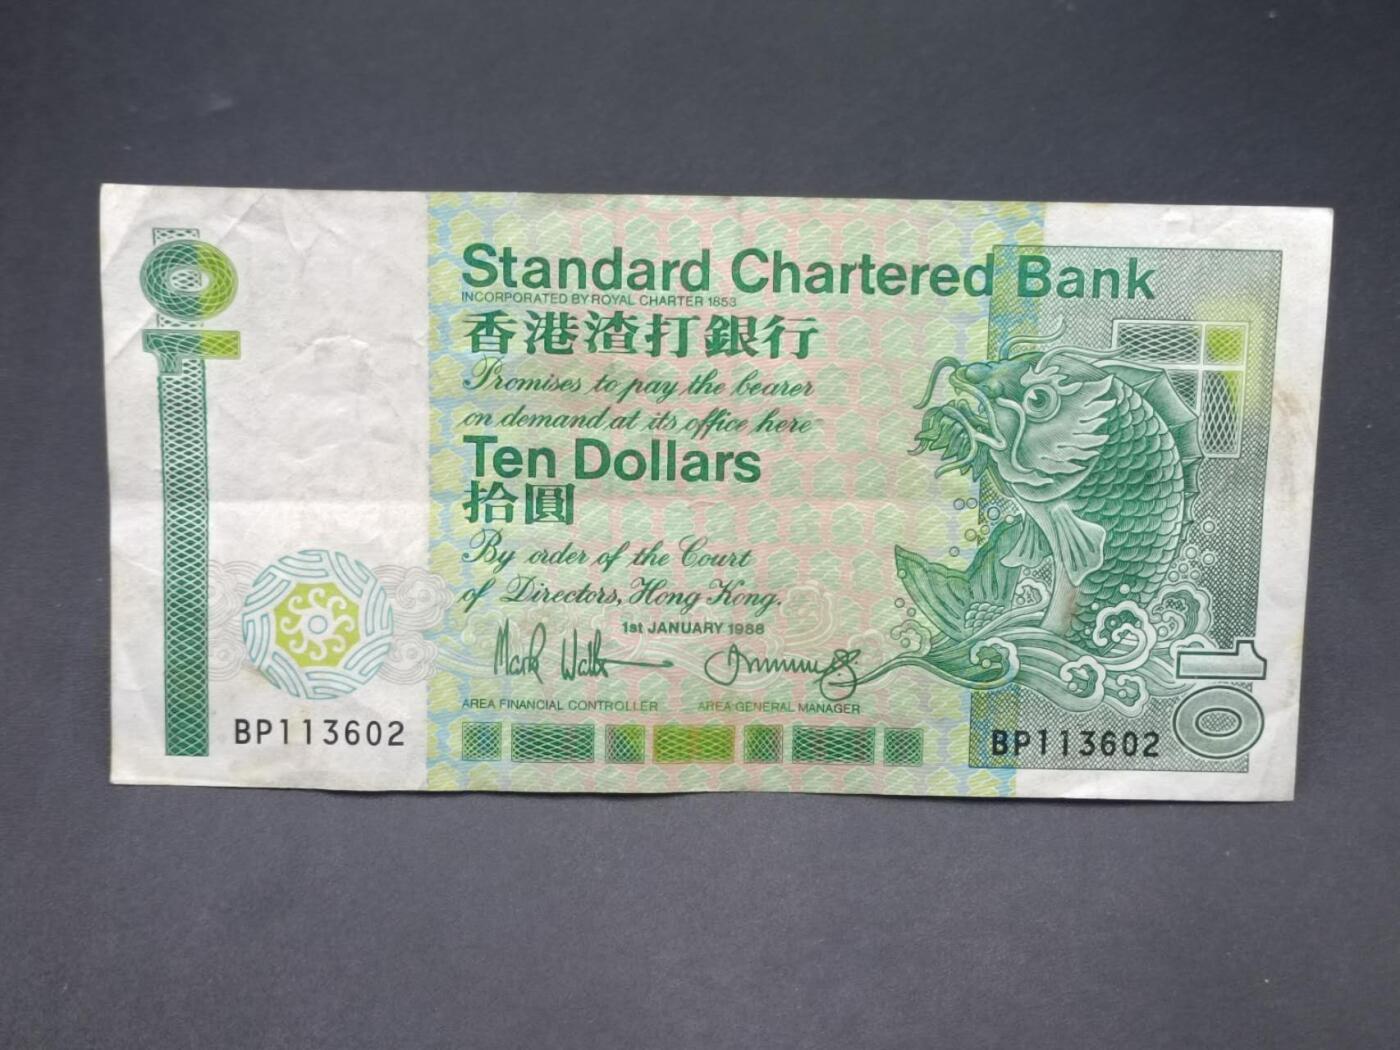 10
Standard Chartered Bank
INCORPORATED BY ROYAL CHARTER 1853
香港渣打銀行
Promises to pay the bearer
on demand at its office here
Ten Dollars
拾圓
By order of the Court
of Directors, Hong Kong.
1st JANUARY 1988
AREA FINANCIAL CONTROLLER AREA GENERAL MANAGER
BP113602
BP113602
10